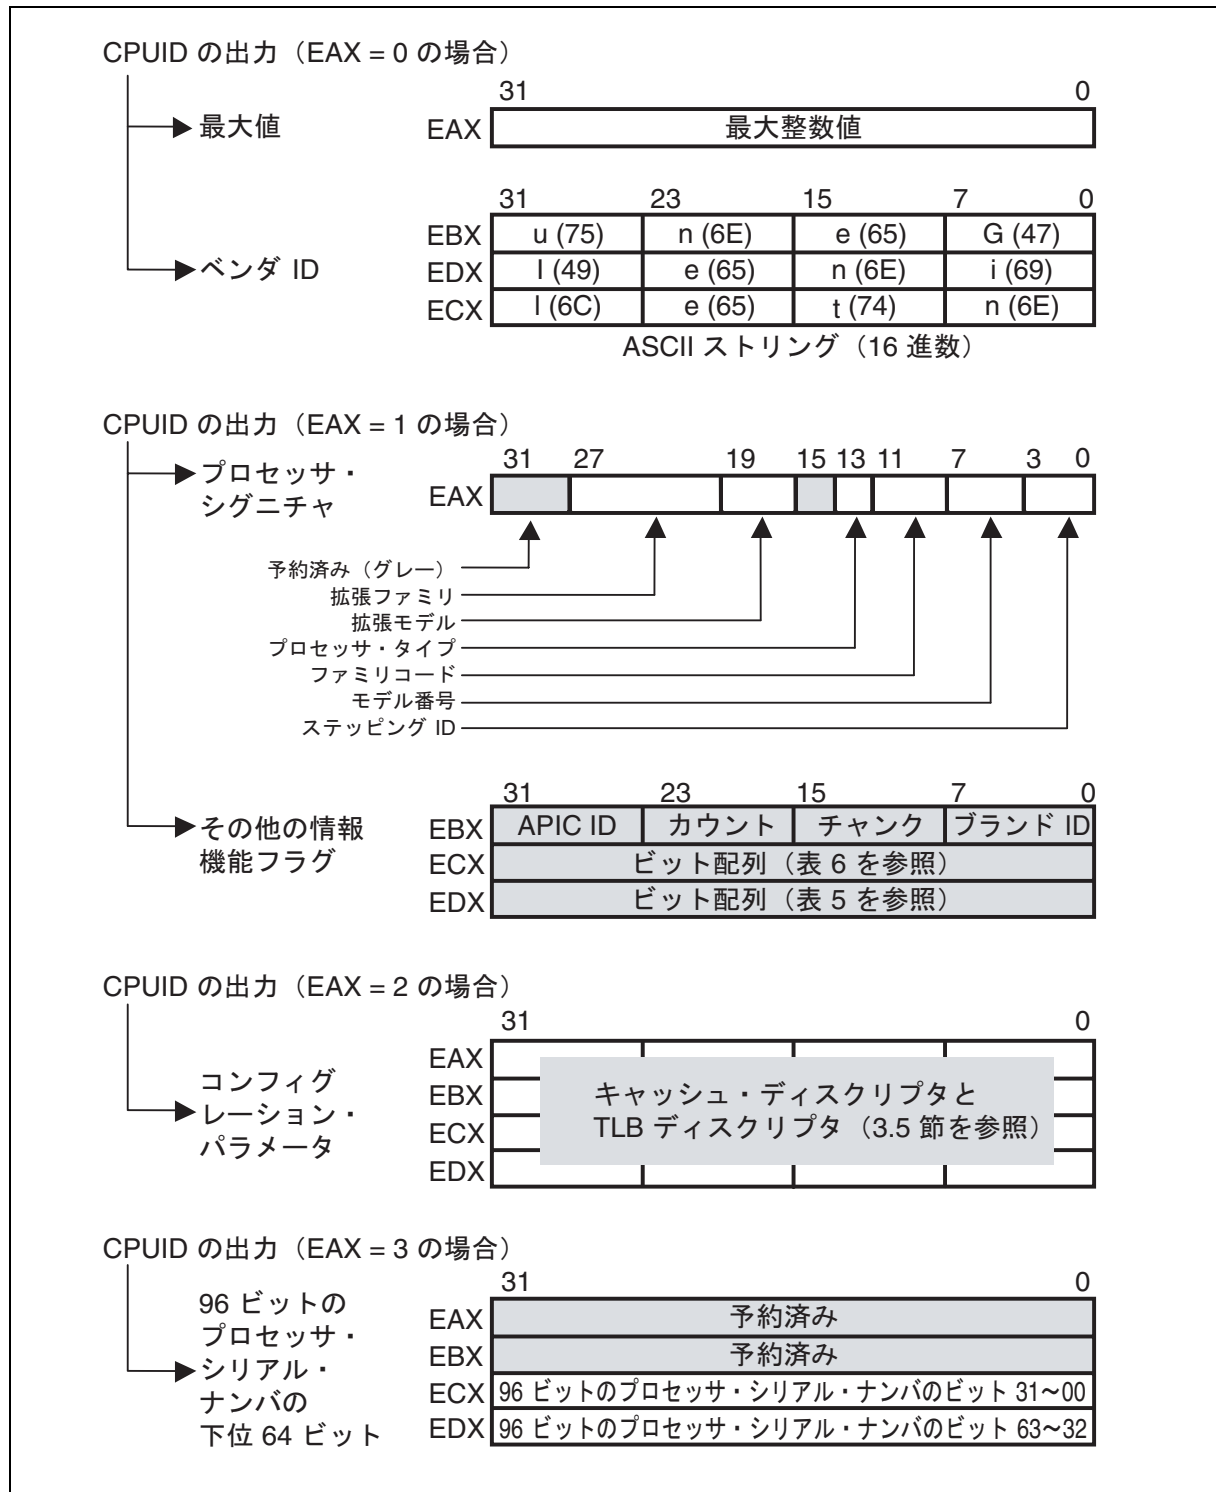 CPUID の出力（EAX = 0 の場合）
31 0
最大値 EAX 最大整数値
31 23 15 7 0
EBX u (75) n (6E) e (65) G (47)
ベンダ ID EDX I (49) e (65) n (6E) i (69)
ECX l (6C) e (65) t (74) n (6E)
ASCII ストリング（16 進数）
CPUID の出力（EAX = 1 の場合）
31 27 19 15 13 11 7 3 0
プロセッサ・
シグニチャ
EAX
予約済み（グレー）
拡張ファミリ
拡張モデル
プロセッサ・タイプ
ファミリコード
モデル番号
ステッピング ID
31 23 15 7 0
その他の情報
機能フラグ
EBX APIC ID カウント チャンク ブランド ID
ECX ビット配列（表 6 を参照）
EDX ビット配列（表 5 を参照）
CPUID の出力（EAX = 2 の場合）
31 0
コンフィグ
レーション・
パラメータ
EAX
EBX
ECX
EDX
キャッシュ・ディスクリプタと
TLB ディスクリプタ（3.5 節を参照）
CPUID の出力（EAX = 3 の場合）
31 0
96 ビットの
プロセッサ・
シリアル・
ナンバの
下位 64 ビット
EAX 予約済み
EBX 予約済み
ECX 96 ビットのプロセッサ・シリアル・ナンバのビット 31～00
EDX 96 ビットのプロセッサ・シリアル・ナンバのビット 63～32